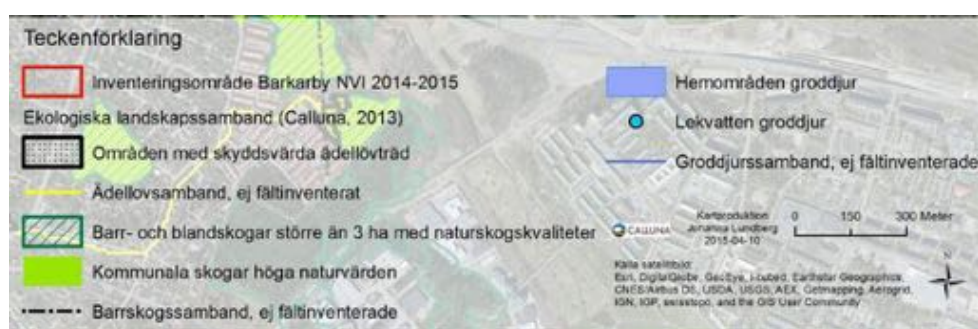 Teckenförklaring
Inventeringsområde Barkarby NVI 2014-2015
Ekologiska landskapssamband (Calluna, 2013)
Områden med skyddsvärda ädellövträd
Ädellovsamband, ej fältinventerat
Barr- och blandskogar större än 3 ha med naturskogskvaliteter
Kommunala skogar höga naturvärden
Barrskogssamband, ej fältinventerade
Hemområden groddjur
Lekvatten groddjur
Groddjurssamband, ej fältinventerade
CALLUNA
Kartproduktion
Johanna Lundberg
2015-04-10
0 150 300 Meter
N
Källa satellitbild:
Esri, DigitalGlobe, GeoEye, i-cubed, Earthstar Geographics,
CNES/Airbus DS, USDA, USGS, AEX, Getmapping, Aerogrid,
IGN, IGP, swisstopo, and the GIS User Community